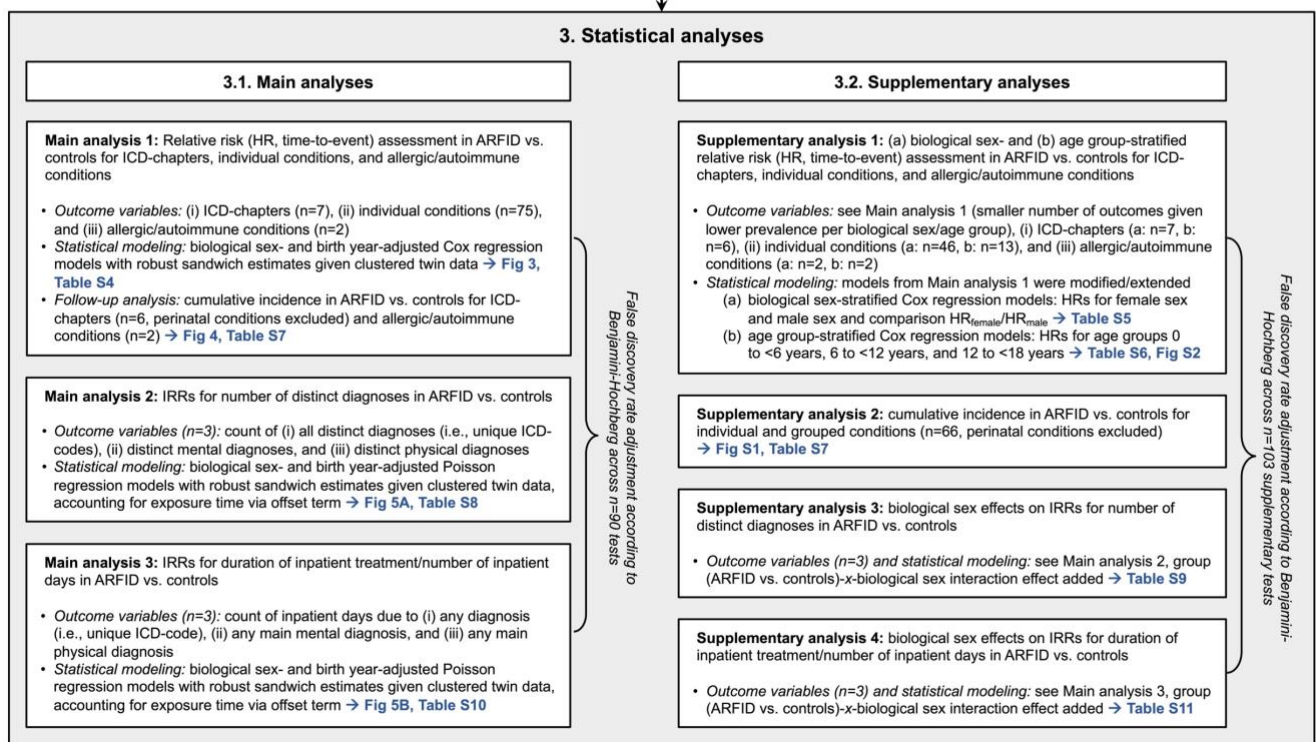 3. Statistical analyses
3.1. Main analyses
Main analysis 1: Relative risk (HR, time-to-event) assessment in ARFID vs.
controls for ICD-chapters, individual conditions, and allergic/autoimmune
conditions
• Outcome variables: (i) ICD-chapters (n=7), (ii) individual conditions (n=75),
and (iii) allergic/autoimmune conditions (n=2)
• Statistical modeling: biological sex- and birth year-adjusted Cox regression
models with robust sandwich estimates given clustered twin data → Fig 3,
Table S4
• Follow-up analysis: cumulative incidence in ARFID vs. controls for ICD-
chapters (n=6, perinatal conditions excluded) and allergic/autoimmune
conditions (n=2) → Fig 4, Table S7
Main analysis 2: IRRs for number of distinct diagnoses in ARFID vs. controls
• Outcome variables (n=3): count of (i) all distinct diagnoses (i.e., unique ICD-
codes), (ii) distinct mental diagnoses, and (iii) distinct physical diagnoses
• Statistical modeling: biological sex- and birth year-adjusted Poisson
regression models with robust sandwich estimates given clustered twin data,
accounting for exposure time via offset term → Fig 5A, Table S8
Main analysis 3: IRRs for duration of inpatient treatment/number of inpatient
days in ARFID vs. controls
• Outcome variables (n=3): count of inpatient days due to (i) any diagnosis
(i.e., unique ICD-code), (ii) any main mental diagnosis, and (iii) any main
physical diagnosis
• Statistical modeling: biological sex- and birth year-adjusted Poisson
regression models with robust sandwich estimates given clustered twin data,
accounting for exposure time via offset term → Fig 5B, Table S10
False discovery rate adjustment according to
Benjamini-Hochberg across n=90 tests
3.2. Supplementary analyses
Supplementary analysis 1: (a) biological sex- and (b) age group-stratified
relative risk (HR, time-to-event) assessment in ARFID vs. controls for ICD-
chapters, individual conditions, and allergic/autoimmune conditions
• Outcome variables: see Main analysis 1 (smaller number of outcomes given
lower prevalence per biological sex/age group), (i) ICD-chapters (a: n=7, b:
n=6), (ii) individual conditions (a: n=46, b: n=13), and (iii) allergic/autoimmune
conditions (a: n=2, b: n=2)
• Statistical modeling: models from Main analysis 1 were modified/extended
(a) biological sex-stratified Cox regression models: HRs for female sex
and male sex and comparison HRfemale/HRmale → Table S5
(b) age group-stratified Cox regression models: HRs for age groups 0
to <6 years, 6 to <12 years, and 12 to <18 years → Table S6, Fig S2
Supplementary analysis 2: cumulative incidence in ARFID vs. controls for
individual and grouped conditions (n=66, perinatal conditions excluded)
→ Fig S1, Table S7
Supplementary analysis 3: biological sex effects on IRRs for number of
distinct diagnoses in ARFID vs. controls
• Outcome variables (n=3) and statistical modeling: see Main analysis 2, group
(ARFID vs. controls)-x-biological sex interaction effect added → Table S9
Supplementary analysis 4: biological sex effects on IRRs for duration of
inpatient treatment/number of inpatient days in ARFID vs. controls
• Outcome variables (n=3) and statistical modeling: see Main analysis 3, group
(ARFID vs. controls)-x-biological sex interaction effect added → Table S11
False discovery rate adjustment according to Benjamini-
Hochberg across n=103 supplementary
tests